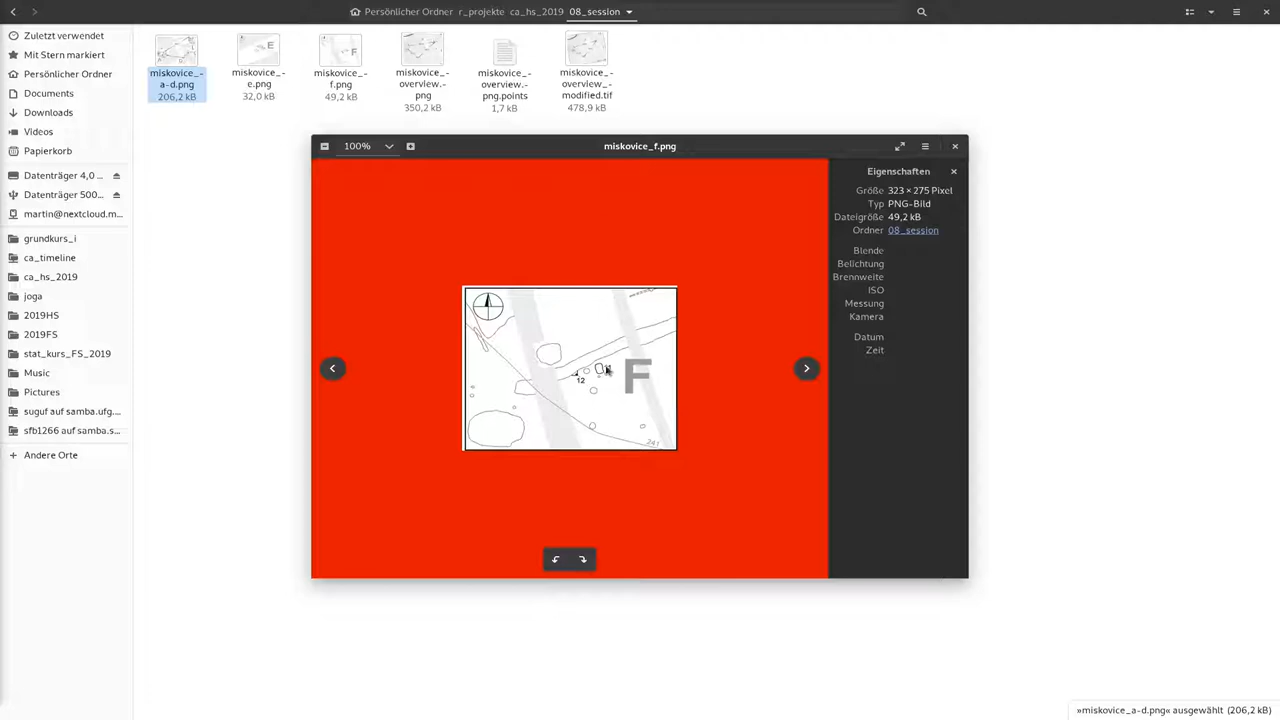 Persönlicher Ordner r_projekte ca_hs_2019 08_session
Zuletzt verwendet
Mit Stern markiert
Persönlicher Ordner
Documents
Downloads
Videos
Papierkorb
Datenträger 4,0 ...
Datenträger 500...
martin@nextcloud.m...
grundkurs_i
ca_timeline
ca_hs_2019
joga
2019HS
2019FS
stat_kurs_FS_2019
Music
Pictures
suguf auf samba.ufg....
sfb1266 auf samba.s...
Andere Orte
miskovice_-
a-d.png
206,2 kB
miskovice_-
e.png
32,0 kB
miskovice_-
f.png
49,2 kB
miskovice_-
overview.-
png
350,2 kB
miskovice_-
overview.-
png.points
1,7 kB
miskovice_-
overview_-
modified.tif
478,9 kB
E
F
100%
miskovice_f.png
Eigenschaften
Größe 323 × 275 Pixel
Typ PNG-Bild
Dateigröße 49,2 kB
Ordner 08_session
Blende
Belichtung
Brennweite
ISO
Messung
Kamera
Datum
Zeit
F
12
241
»miskovice_a-d.png« ausgewählt (206,2 kB)